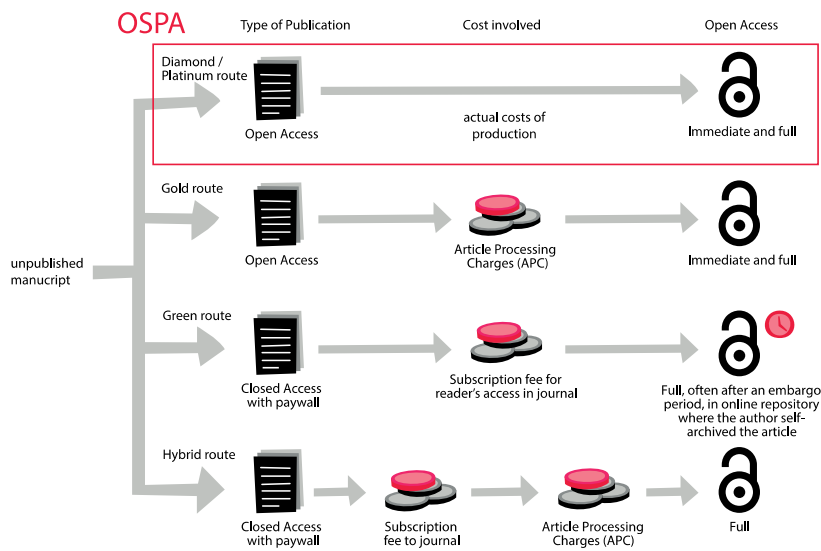 OSPA
Type of Publication
Cost involved
Open Access
Diamond /
Platinum route
Open Access
actual costs of
production
Immediate and full
Gold route
Open Access
Article Processing
Charges (APC)
Immediate and full
unpublished
manucript
Green route
Closed Access
with paywall
Subscription fee for
reader's access in journal
Full, often after an embargo
period, in online repository
where the author self-
archived the article
Hybrid route
Closed Access
with paywall
Subscription
fee to journal
Article Processing
Charges (APC)
Full